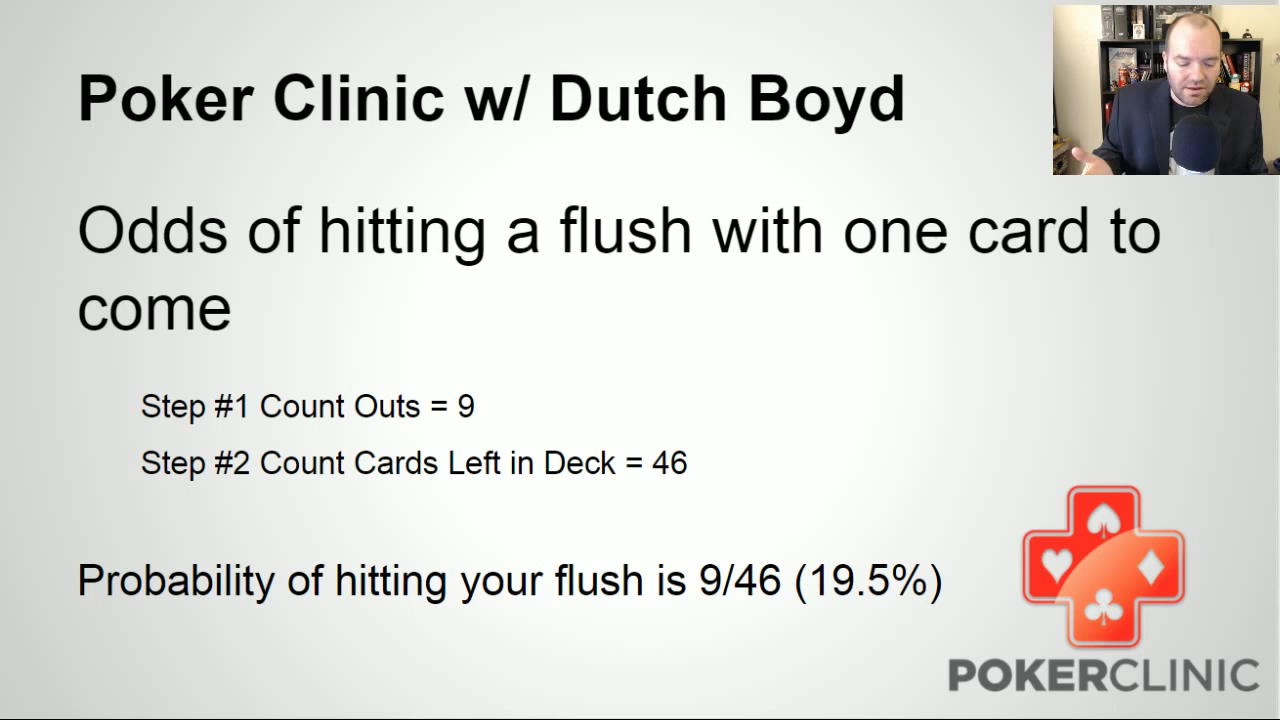 Poker Clinic w/ Dutch Boyd
Odds of hitting a flush with one card to
come
Step #1 Count Outs = 9
Step #2 Count Cards Left in Deck = 46
Probability of hitting your flush is 9/46 (19.5%)
POKERCLINIC